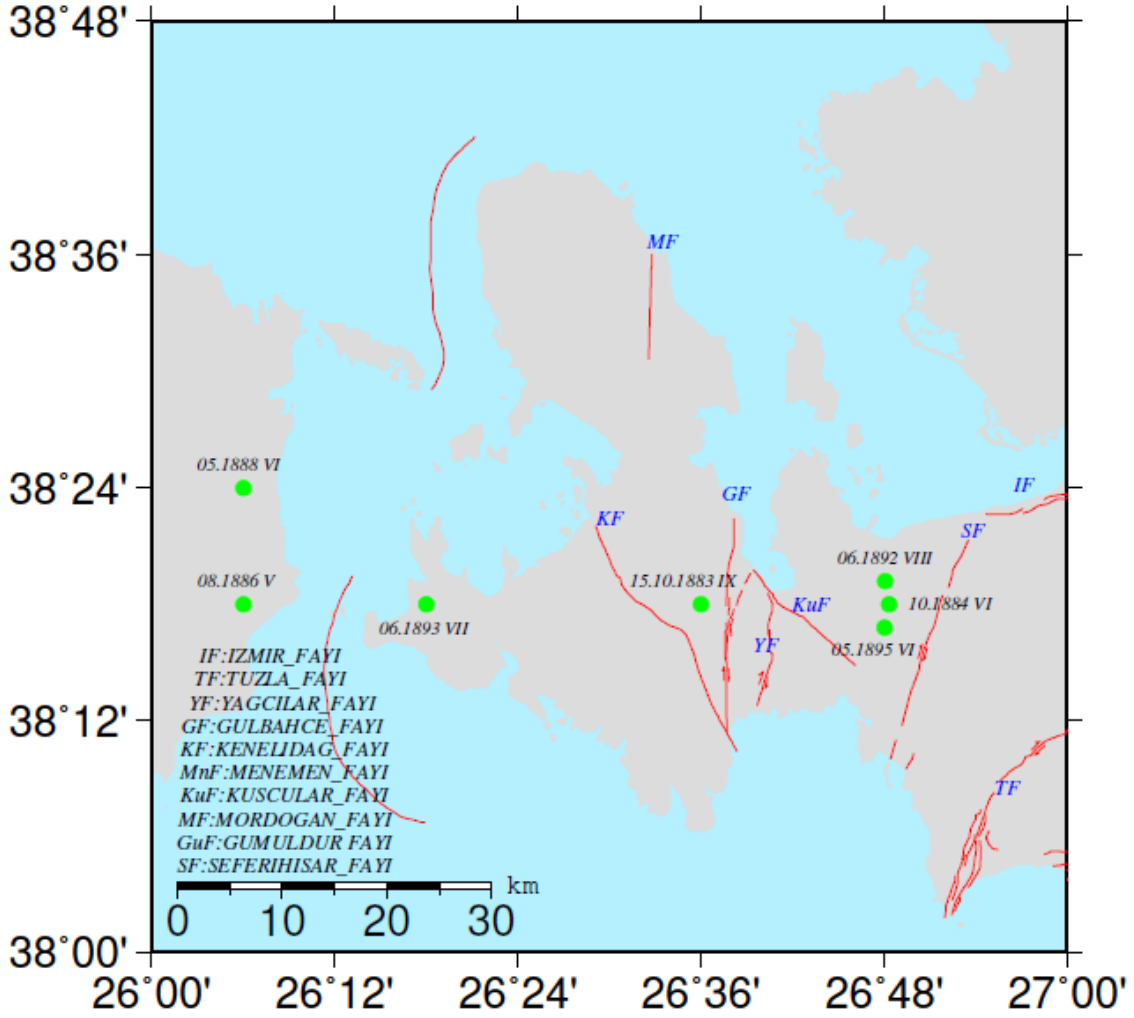 38°48'
MF
38°36'
05.1888 VI
38°24'
GF
IF
KF
SF
06.1892 VIII
08.1886 V
15.10.1883 IX
10.1884 VI
KuF
06.1893 VII
YF
05.1895 VI
IF:IZMIR_FAYI
TF:TUZLA_FAYI
YF:YAGCILAR_FAYI
38°12'
GF:GULBAHCE_FAYI
KF:KENELIDAG_FAYI
MnF:MENEMEN_FAYI
TF
KuF:KUSCULAR_FAYI
MF:MORDOGAN_FAYI
GuF:GUMULDUR FAYI
SF:SEFERIHISAR_FAYI
km
0 10 20 30
38°00'
26°00' 26°12' 26°24' 26°36' 26°48' 27°00'